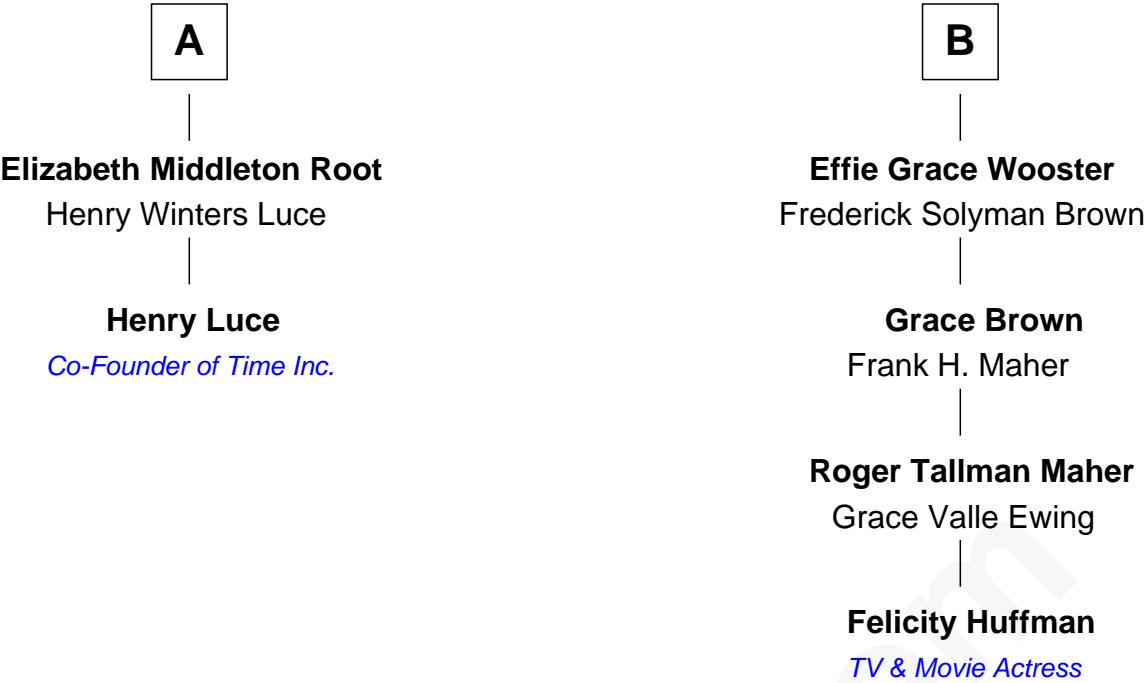 A
B
Elizabeth Middleton Root
Henry Winters Luce
Effie Grace Wooster
Frederick Solyman Brown
Henry Luce
Co-Founder of Time Inc.
Grace Brown
Frank H. Maher
Roger Tallman Maher
Grace Valle Ewing
Felicity Huffman
TV & Movie Actress
om